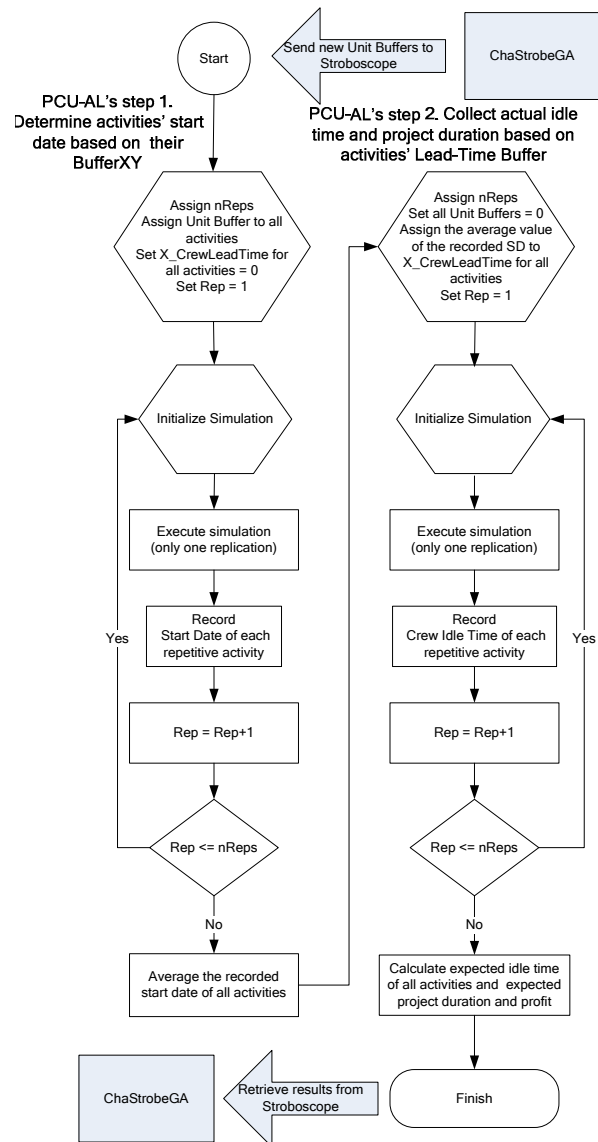 Start
Send new Unit Buffers to
Stroboscope
ChaStrobeGA
PCU-AL's step 1.
Determine activities' start
date based on their
BufferXY
PCU-AL's step 2. Collect actual idle
time and project duration based on
activities' Lead-Time Buffer
Assign nReps
Assign Unit Buffer to all
activities
Set X_CrewLeadTime for
all activities = 0
Set Rep = 1
Initialize Simulation
Execute simulation
(only one replication)
Record
Start Date of each
repetitive activity
Yes
Rep = Rep+1
Rep <= nReps
No
Average the recorded
start date of all activities
Assign nReps
Set all Unit Buffers = 0
Assign the average value
of the recorded SD to
X_CrewLeadTime for all
activities
Set Rep = 1
Initialize Simulation
Execute simulation
(only one replication)
Record
Crew Idle Time of each
repetitive activity
Yes
Rep = Rep+1
Rep <= nReps
No
Calculate expected idle time
of all activities and expected
project duration and profit
Finish
Retrieve results from
Stroboscope
ChaStrobeGA